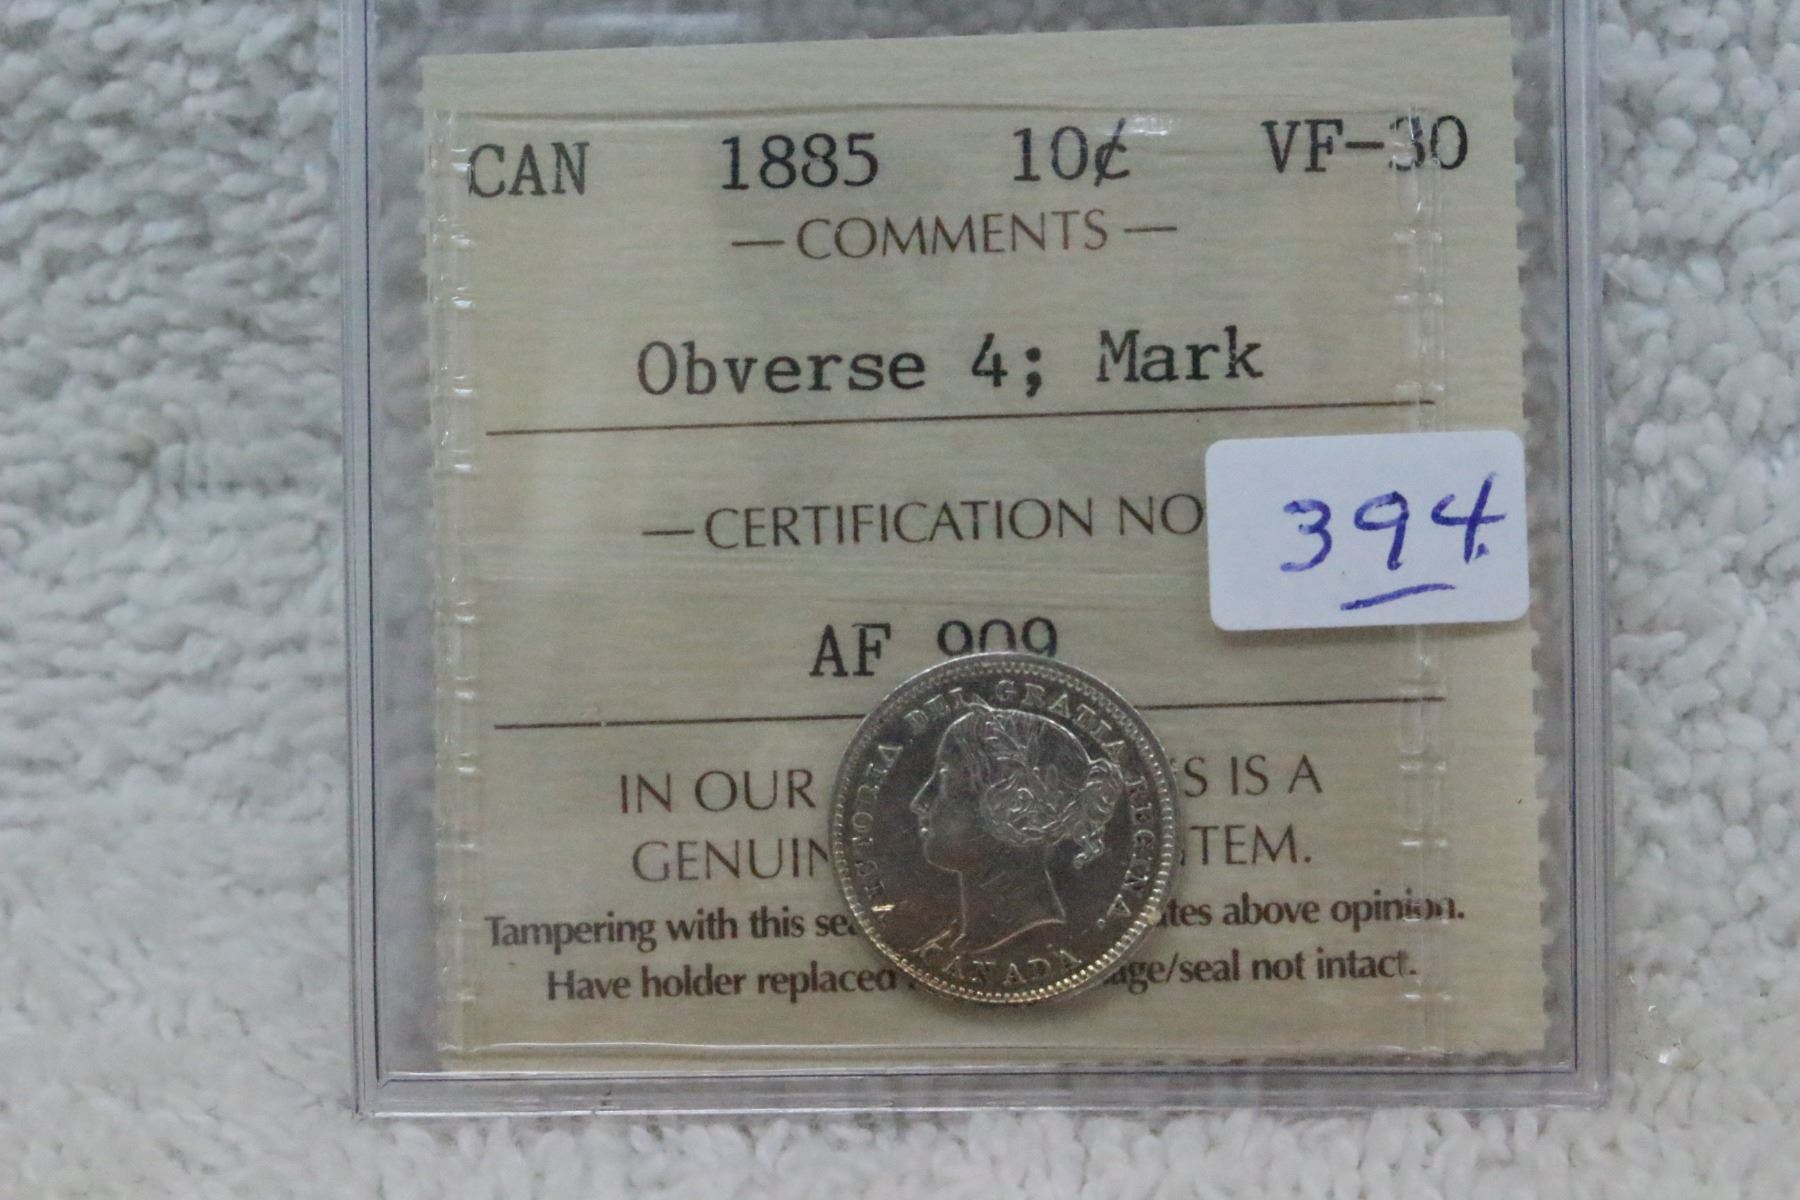 CAN 1885 10¢ VF-30
— COMMENTS —
Obverse 4; Mark
— CERTIFICATION NO
394.
AF 909
IN OUR S IS A
GENUIN TEM.
Tampering with this se tes above opinion.
Have holder replaced age/seal not intact.
VICTORIA DEI GRATIA REGINA.
CANADA